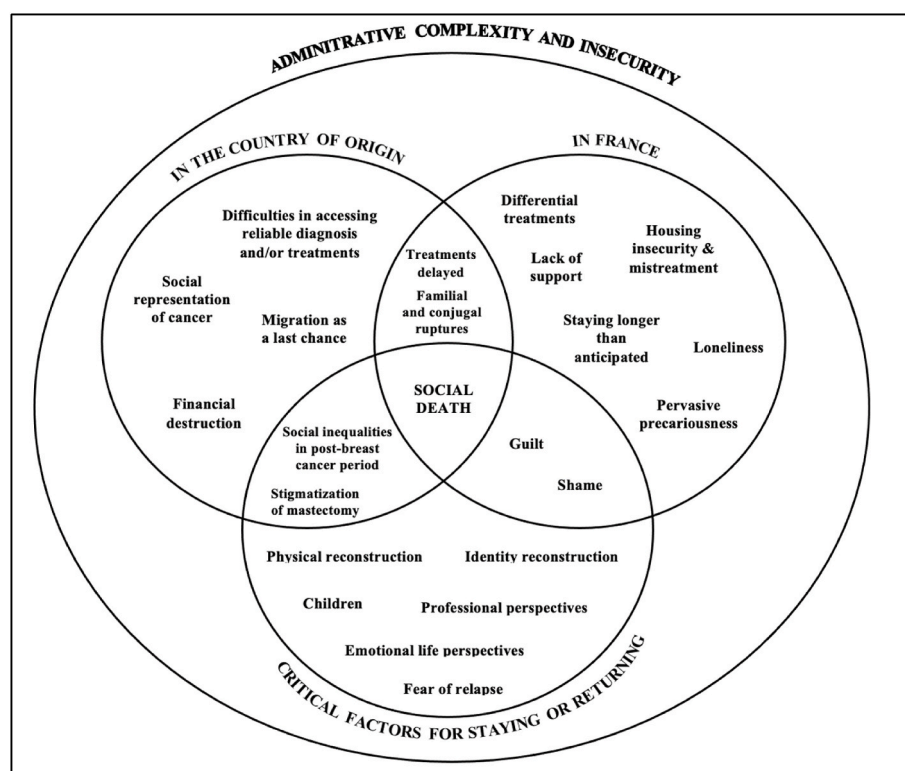 ADMINITRATIVE COMPLEXITY AND INSECURITY
IN THE COUNTRY OF ORIGIN
Difficulties in accessing
reliable diagnosis
and/or treatments
Social
representation
of cancer
Migration as
a last chance
Financial
destruction
IN FRANCE
Differential
treatments
Lack of
support
Housing
insecurity &
mistreatment
Staying longer
than
anticipated
Loneliness
Pervasive
precariousness
Treatments
delayed
Familial
and conjugal
ruptures
SOCIAL
DEATH
Social inequalities
in post-breast
cancer period
Stigmatization
of mastectomy
Guilt
Shame
Physical reconstruction
Identity reconstruction
Children
Professional perspectives
Emotional life perspectives
Fear of relapse
CRITICAL FACTORS FOR STAYING OR RETURNING